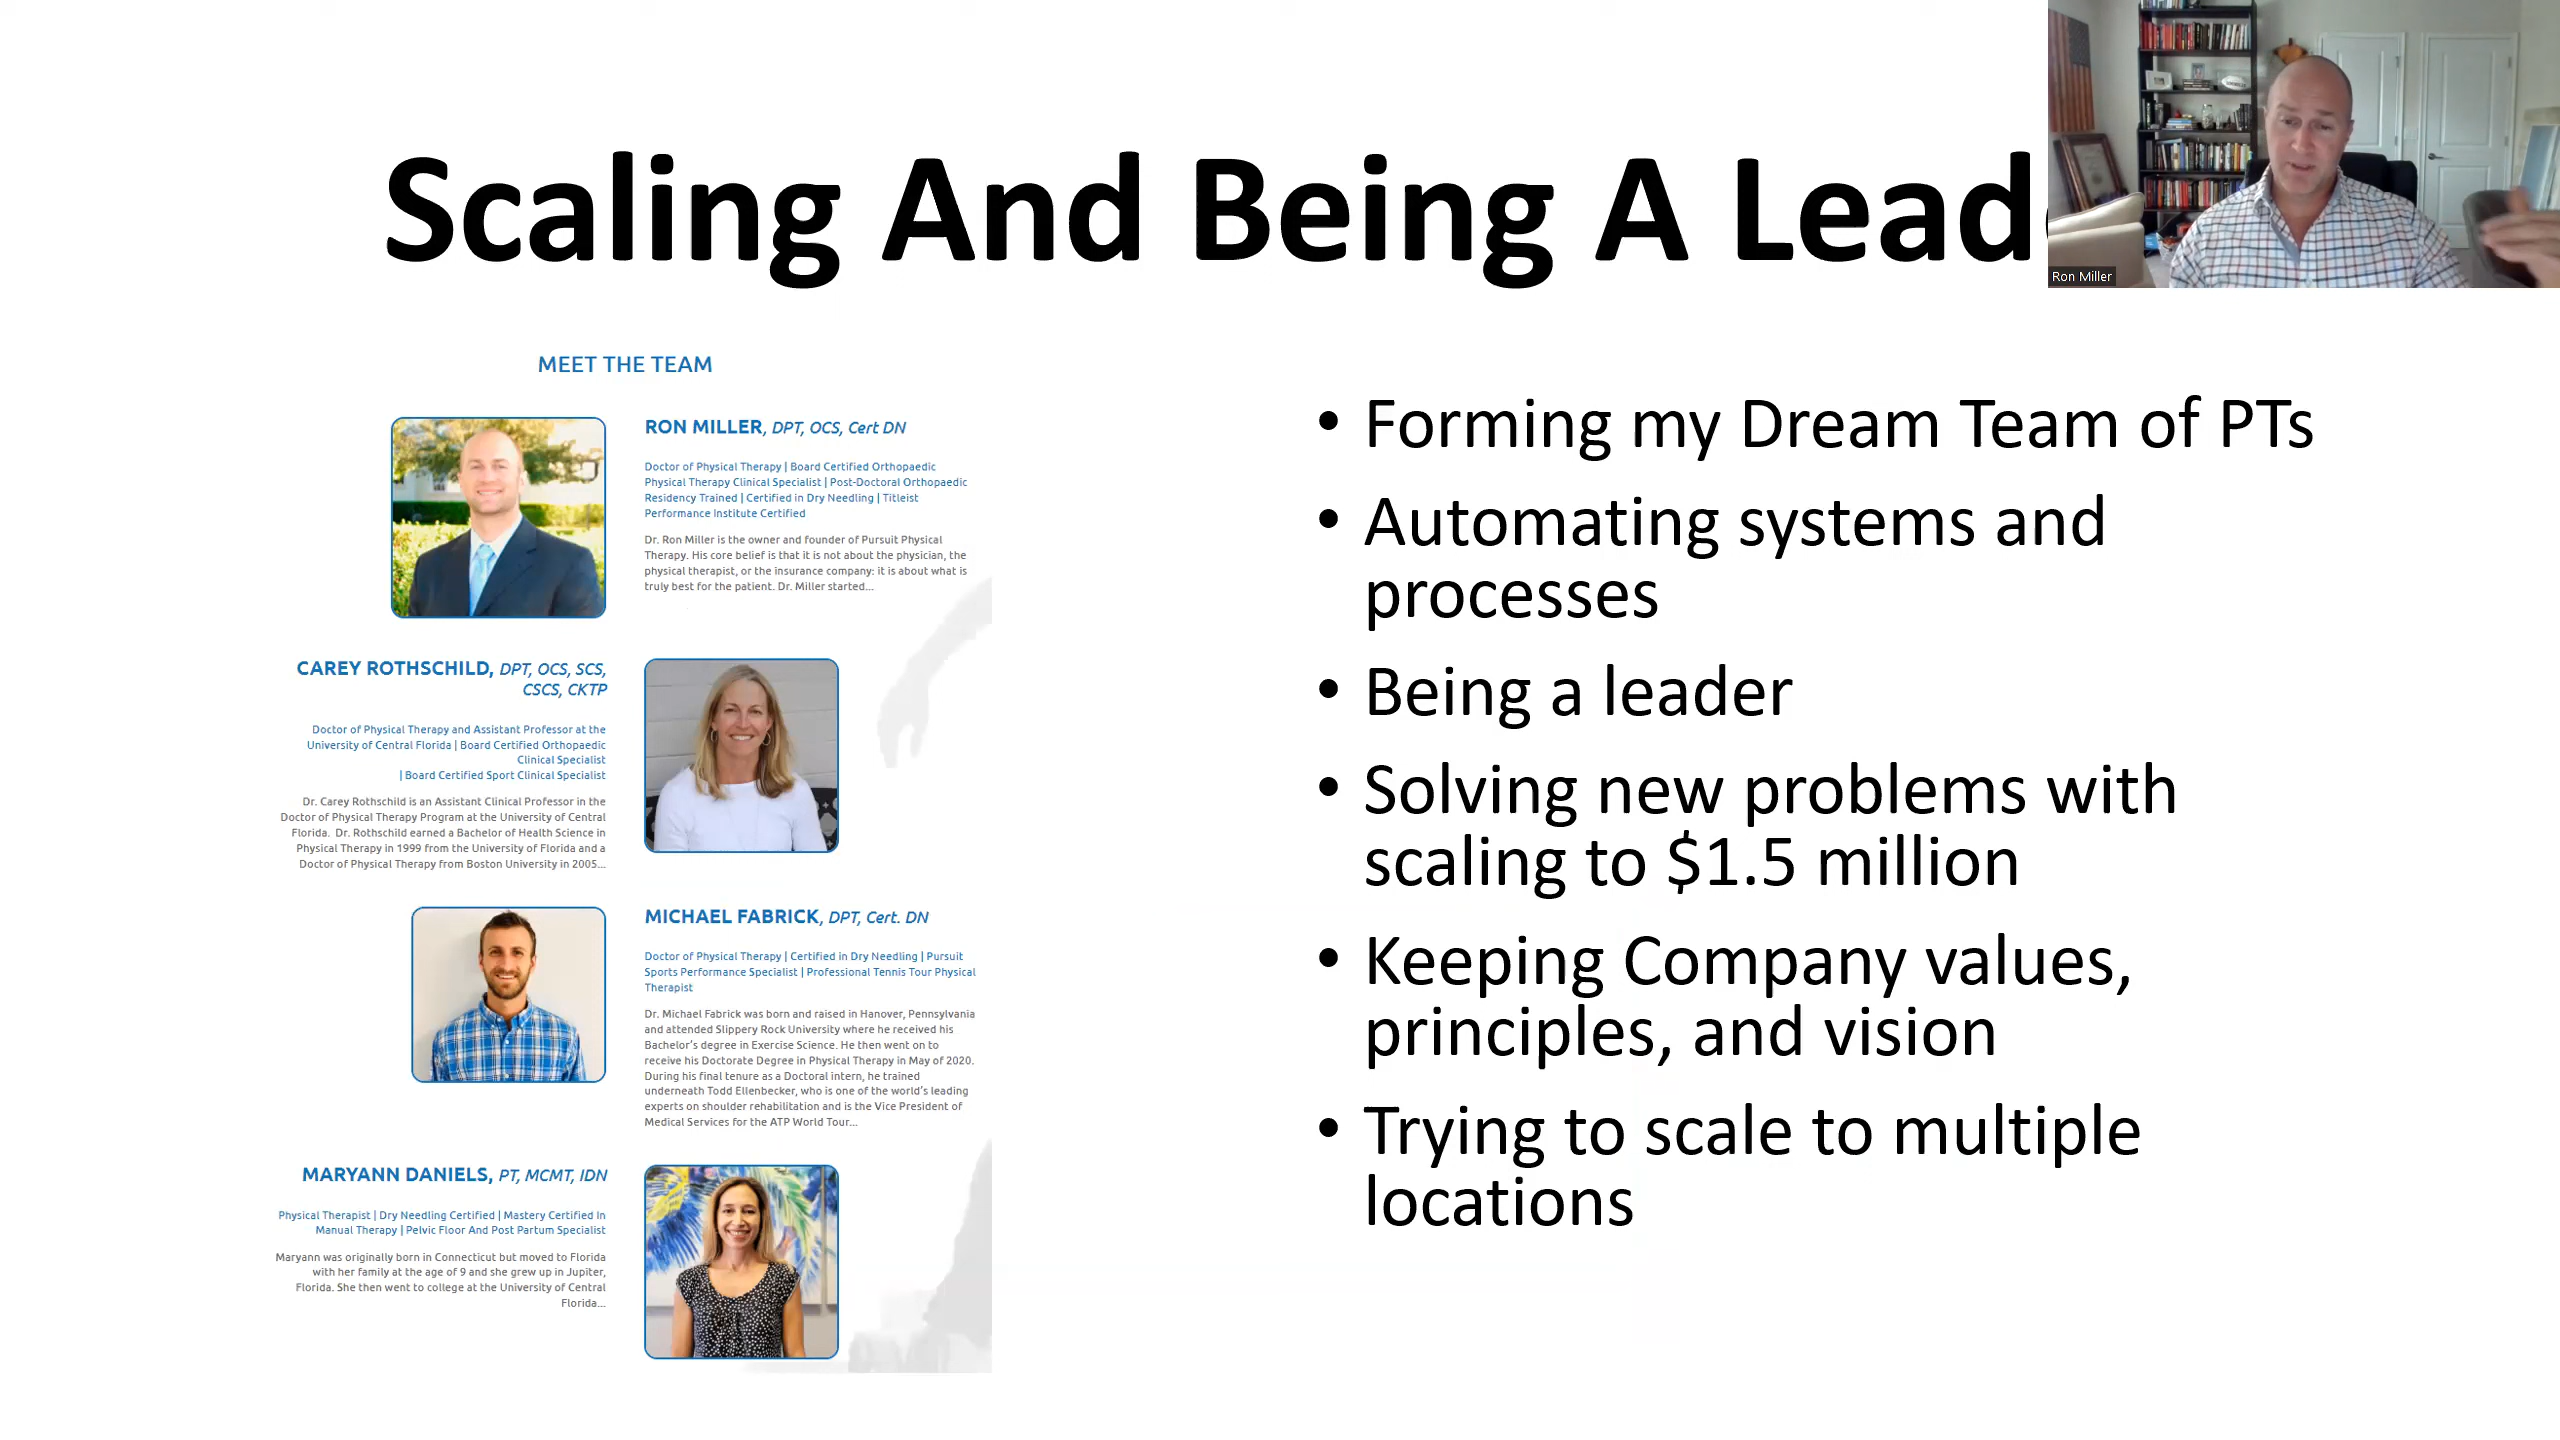 Scaling And Being A Lead
Ron Miller
MEET THE TEAM
RON MILLER, DPT, OCS, Cert DN
Doctor of Physical Therapy | Board Certified Orthopaedic
Physical Therapy Clinical Specialist | Post-Doctoral Orthopaedic
Residency Trained | Certified in Dry Needling | Titleist
Performance Institute Certified
Dr. Ron Miller is the owner and founder of Pursuit Physical
Therapy. His core belief is that it is not about the physician, the
physical therapist, or the insurance company: it is about what is
truly best for the patient. Dr. Miller started...
CAREY ROTHSCHILD, DPT, OCS, SCS,
CSCS, CKTP
Doctor of Physical Therapy and Assistant Professor at the
University of Central Florida | Board Certified Orthopaedic
Clinical Specialist
| Board Certified Sport Clinical Specialist
Dr. Carey Rothschild is an Assistant Clinical Professor in the
Doctor of Physical Therapy Program at the University of Central
Florida. Dr. Rothschild earned a Bachelor of Health Science in
Physical Therapy in 1999 from the University of Florida and a
Doctor of Physical Therapy from Boston University in 2005...
MICHAEL FABRICK, DPT, Cert. DN
Doctor of Physical Therapy | Certified in Dry Needling | Pursuit
Sports Performance Specialist | Professional Tennis Tour Physical
Therapist
Dr. Michael Fabrick was born and raised in Hanover, Pennsylvania
and attended Slippery Rock University where he received his
Bachelor's degree in Exercise Science. He then went on to
receive his Doctorate Degree in Physical Therapy in May of 2020.
During his final tenure as a Doctoral intern, he trained
underneath Todd Ellenbecker, who is one of the world's leading
experts on shoulder rehabilitation and is the Vice President of
Medical Services for the ATP World Tour...
MARYANN DANIELS, PT, MCMT, IDN
Physical Therapist | Dry Needling Certified | Mastery Certified In
Manual Therapy | Pelvic Floor And Post Partum Specialist
Maryann was originally born in Connecticut but moved to Florida
with her family at the age of 9 and she grew up in Jupiter,
Florida. She then went to college at the University of Central
Florida...
• Forming my Dream Team of PTs
• Automating systems and
processes
• Being a leader
• Solving new problems with
scaling to $1.5 million
• Keeping Company values,
principles, and vision
• Trying to scale to multiple
locations